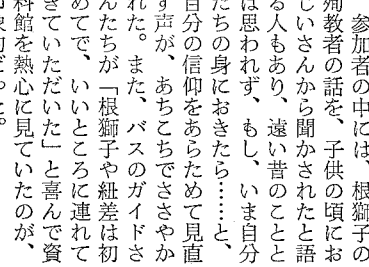 参加者の中には、根獅子の
殉教者の話を、子供の頃にお
じいさんから聞かされたと語
る人もあり、遠い昔のことと
は思われず、もし、いま自分
たちの身におきたら……と、
自分の信仰をあらためて見直
す声が、あちこちでささやか
れた。また、バスのガイドさ
んたちが「根獅子や紐差は初
めてで、いいところに連れて
きていただいた」と喜んで資
料館を熱心に見ていたのが、